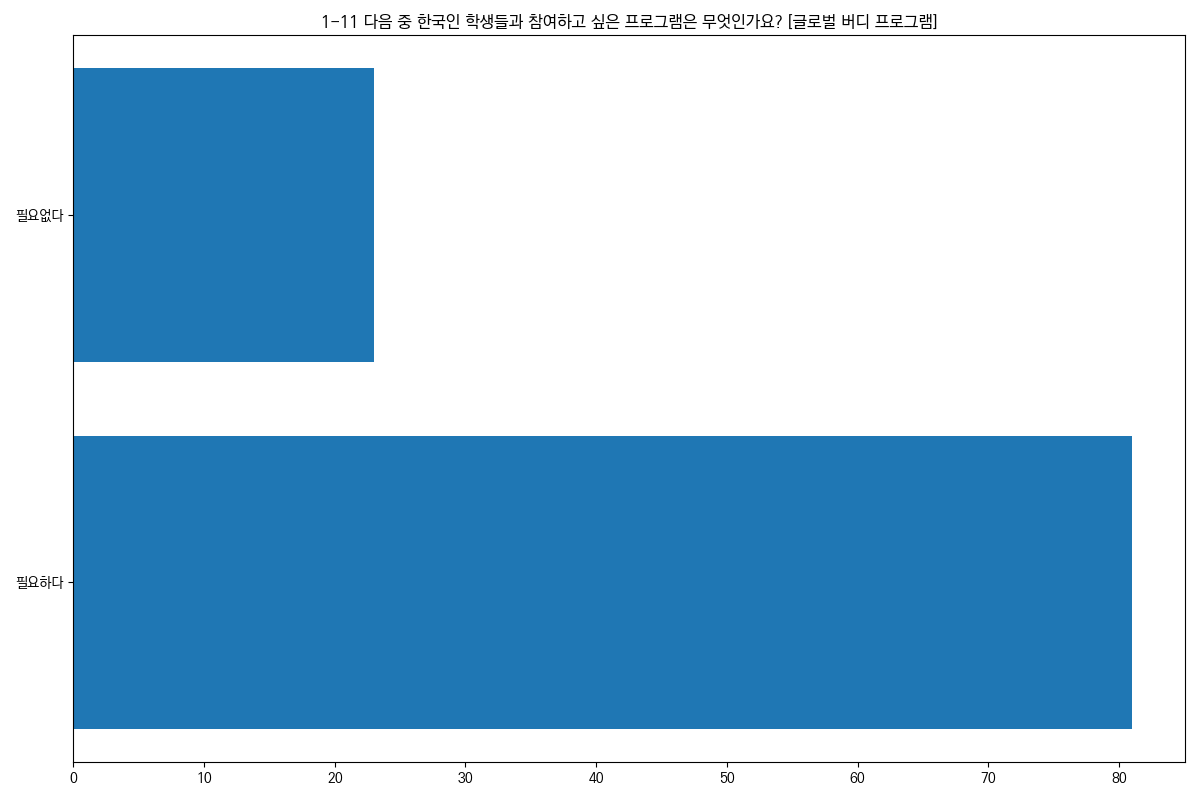 1−11 다음 중 한국인 학생들과 참여하고 싶은 프로그램은 무엇인가요? [글로벌 버디 프로그램]
필요없다
필요하다
0 10 20 30 40 50 60 70 80